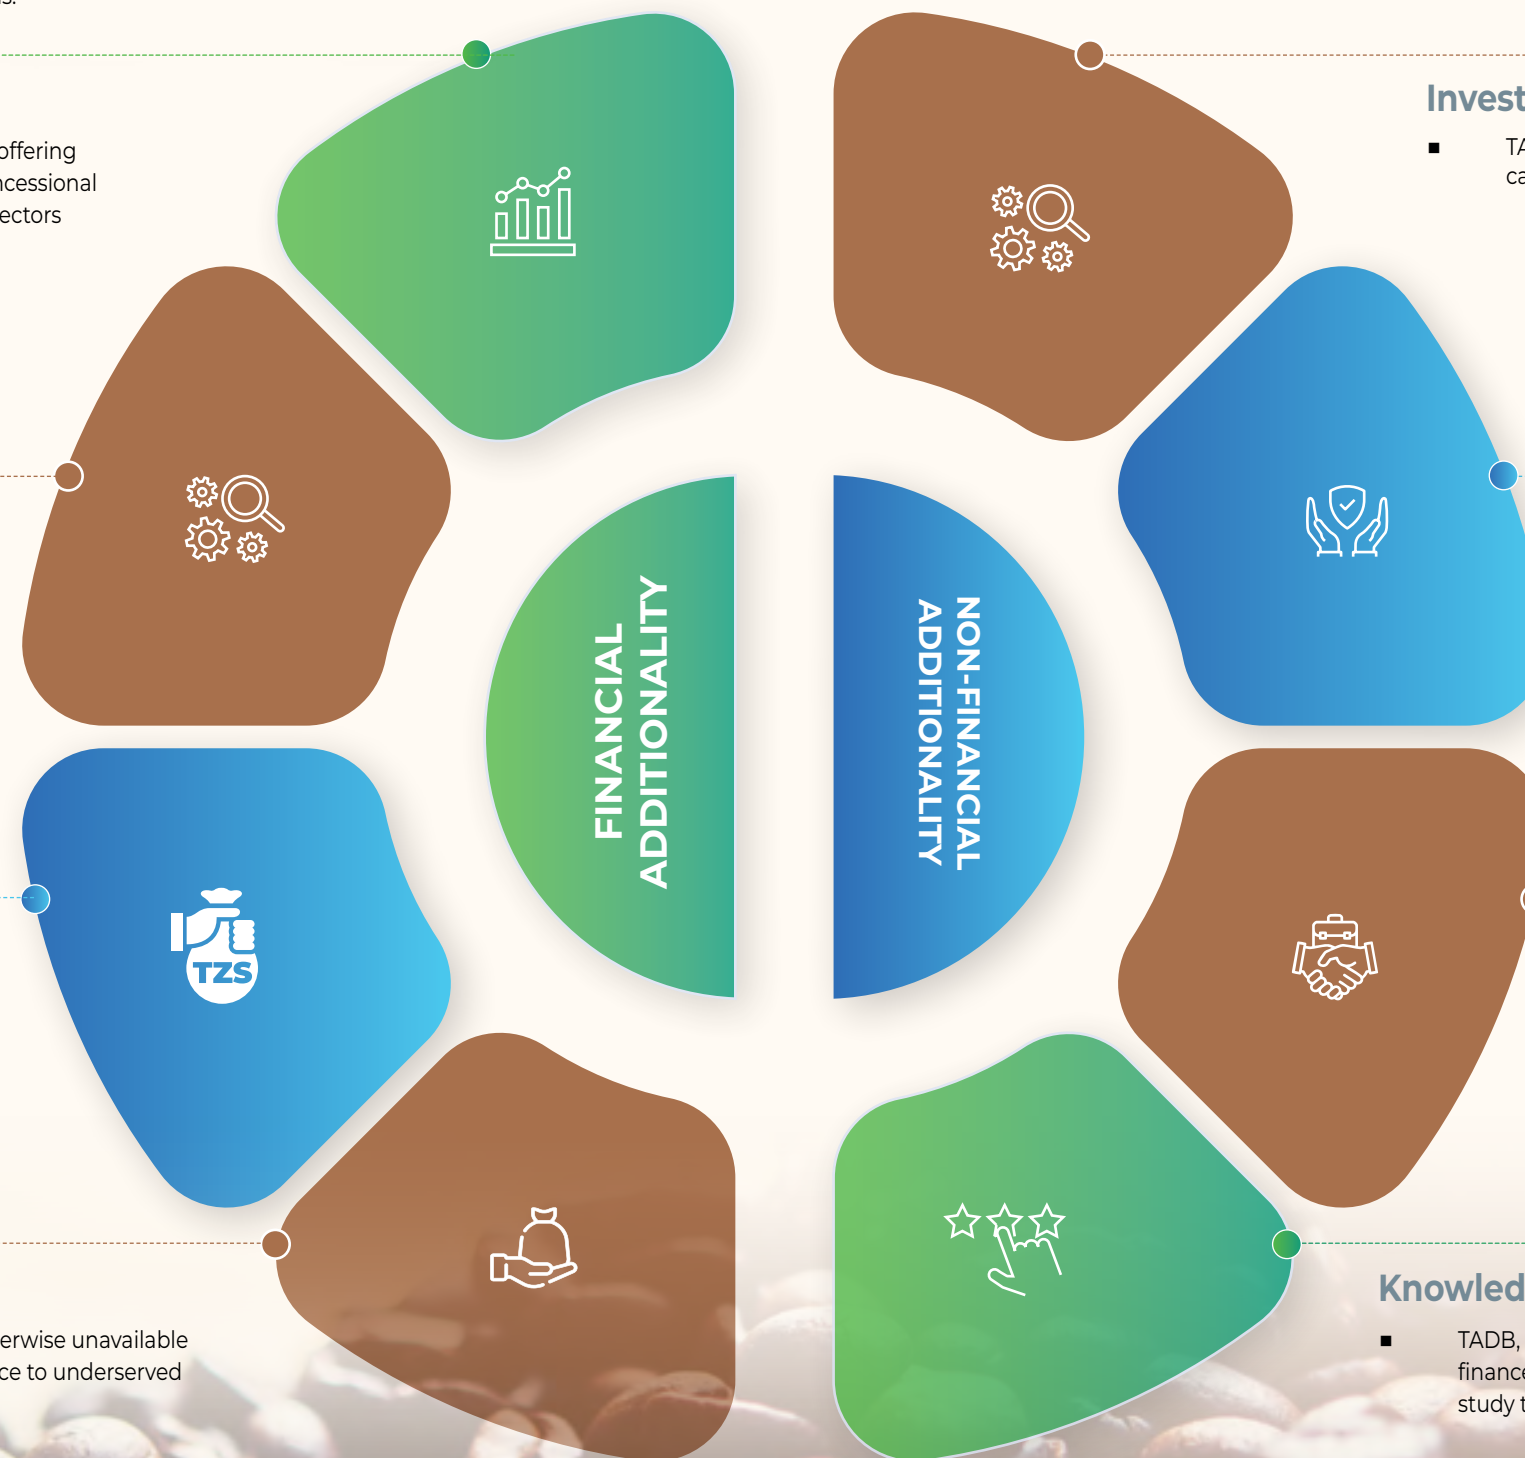 offering
ncessional
ectors
Invest
TA
ca
FINANCIAL
ADDITIONALITY
NON-FINANCIAL
ADDITIONALITY
TZS
erwise unavailable
ce to underserved
Knowled
TADB,
finance
study t